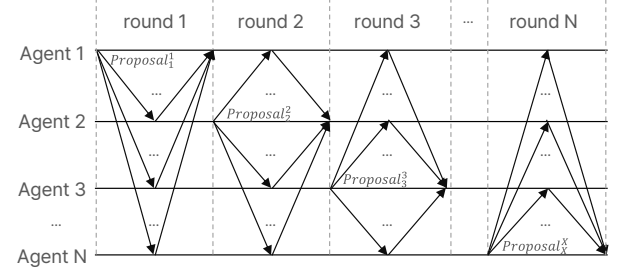 round 1 round 2 round 3 ... round N
Agent 1
Proposal₁¹
...
...
...
...
Agent 2
Proposal₂²
...
...
...
Agent 3
Proposal₃³
...
...
...
...
...
Agent N
Proposal_X^X